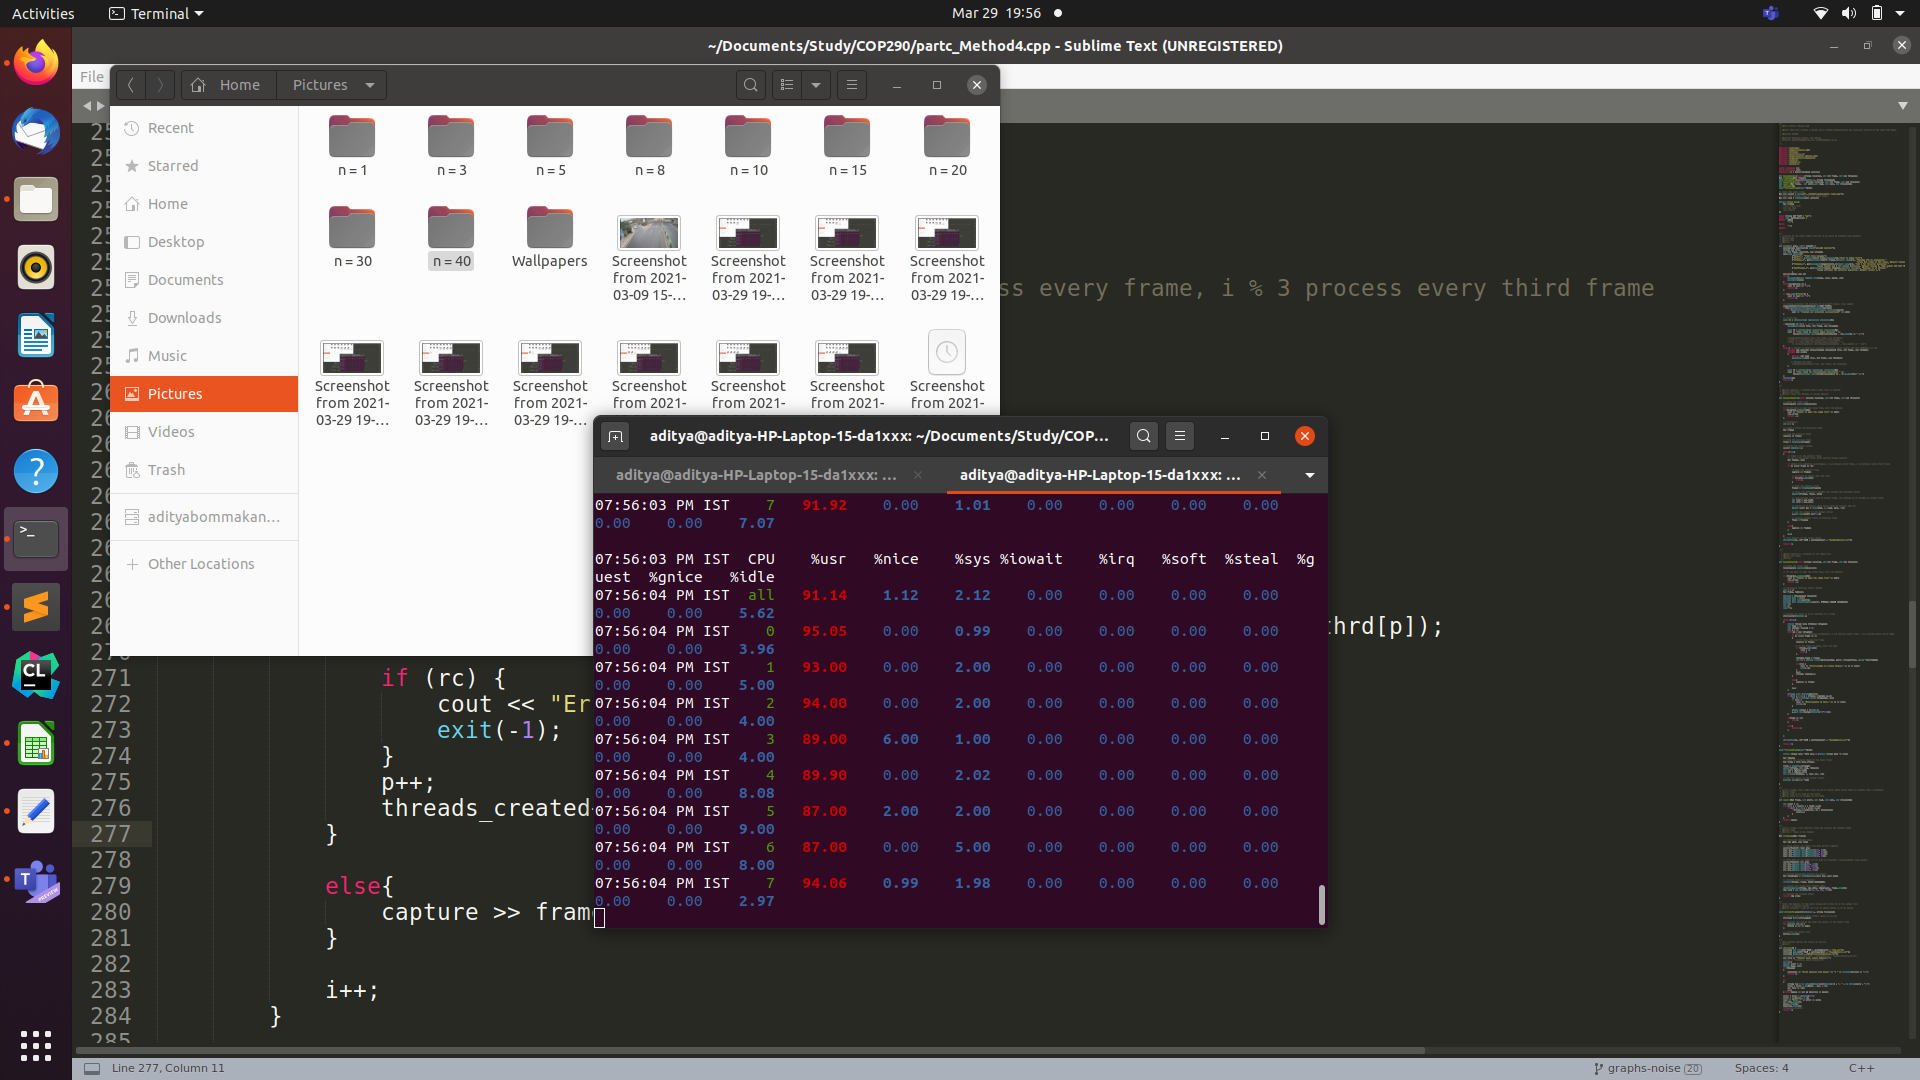 Activities
Terminal
Mar 29 19:56
~/Documents/Study/COP290/partc_Method4.cpp - Sublime Text (UNREGISTERED)
File
Home
Pictures
Recent
Starred
Home
Desktop
Documents
Downloads
Music
Pictures
Videos
Trash
adityabommakan...
Other Locations
n = 1
n = 3
n = 5
n = 8
n = 10
n = 15
n = 20
n = 30
n = 40
Wallpapers
Screenshot
from 2021-
03-09 15-...
Screenshot
from 2021-
03-29 19-...
Screenshot
from 2021-
03-29 19-...
Screenshot
from 2021-
03-29 19-...
Screenshot
from 2021-
03-29 19-...
Screenshot
from 2021-
03-29 19-...
Screenshot
from 2021-
03-29 19-...
Screenshot
from 2021-
Screenshot
from 2021-
Screenshot
from 2021-
Screenshot
from 2021-
ss every frame, i % 3 process every third frame
thrd[p]);
aditya@aditya-HP-Laptop-15-da1xxx: ~/Documents/Study/COP...
aditya@aditya-HP-Laptop-15-da1xxx: ...
aditya@aditya-HP-Laptop-15-da1xxx: ...
07:56:03 PM IST 7 91.92 0.00 1.01 0.00 0.00 0.00 0.00
0.00 0.00 7.07
07:56:03 PM IST CPU %usr %nice %sys %iowait %irq %soft %steal %g
uest %gnice %idle
07:56:04 PM IST all 91.14 1.12 2.12 0.00 0.00 0.00 0.00
0.00 0.00 5.62
07:56:04 PM IST 0 95.05 0.00 0.99 0.00 0.00 0.00 0.00
0.00 0.00 3.96
07:56:04 PM IST 1 93.00 0.00 2.00 0.00 0.00 0.00 0.00
0.00 0.00 5.00
07:56:04 PM IST 2 94.00 0.00 2.00 0.00 0.00 0.00 0.00
0.00 0.00 4.00
07:56:04 PM IST 3 89.00 6.00 1.00 0.00 0.00 0.00 0.00
0.00 0.00 4.00
07:56:04 PM IST 4 89.90 0.00 2.02 0.00 0.00 0.00 0.00
0.00 0.00 8.08
07:56:04 PM IST 5 87.00 2.00 2.00 0.00 0.00 0.00 0.00
0.00 0.00 9.00
07:56:04 PM IST 6 87.00 0.00 5.00 0.00 0.00 0.00 0.00
0.00 0.00 8.00
07:56:04 PM IST 7 94.06 0.99 1.98 0.00 0.00 0.00 0.00
0.00 0.00 2.97
271 if (rc) {
272 cout << "Er
273 exit(-1);
274 }
275 p++;
276 threads_created
277 }
278
279 else{
280 capture >> fram
281 }
282
283 i++;
284 }
285
CL
Line 277, Column 11
graphs-noise 20
Spaces: 4
C++